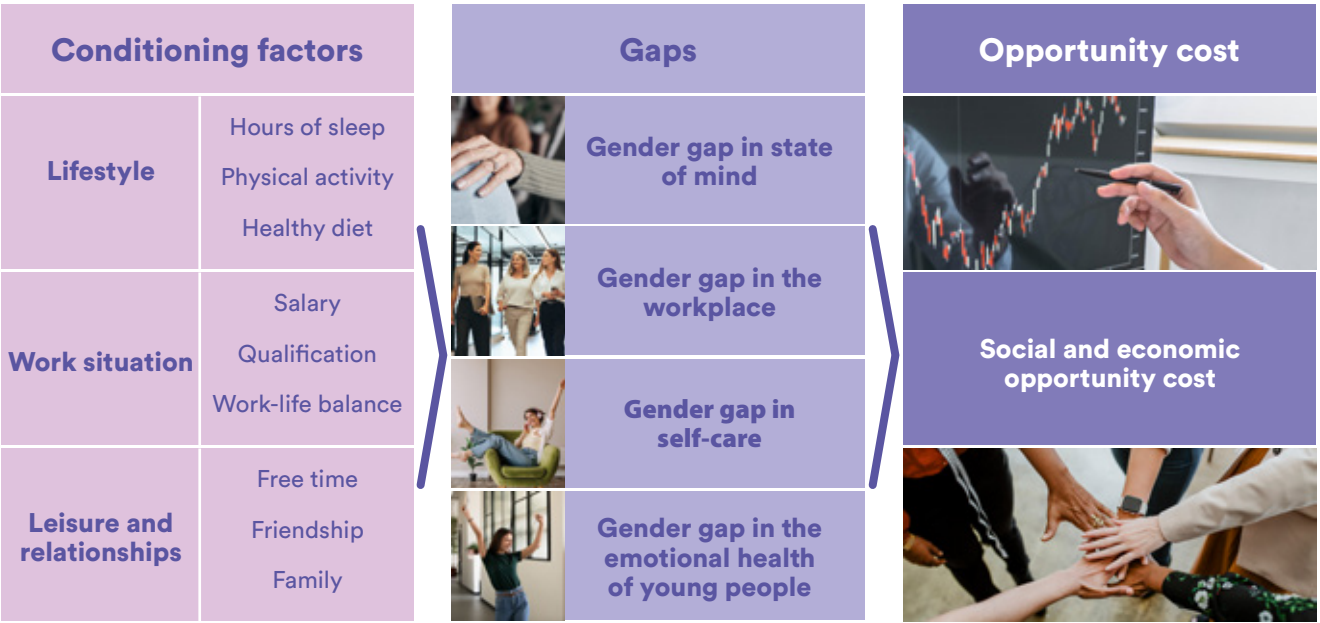 Conditioning factors
Lifestyle
Hours of sleep
Physical activity
Healthy diet
Work situation
Salary
Qualification
Work-life balance
Leisure and
relationships
Free time
Friendship
Family
Gaps
Gender gap in state
of mind
Gender gap in the
workplace
Gender gap in
self-care
Gender gap in the
emotional health
of young people
Opportunity cost
Social and economic
opportunity cost